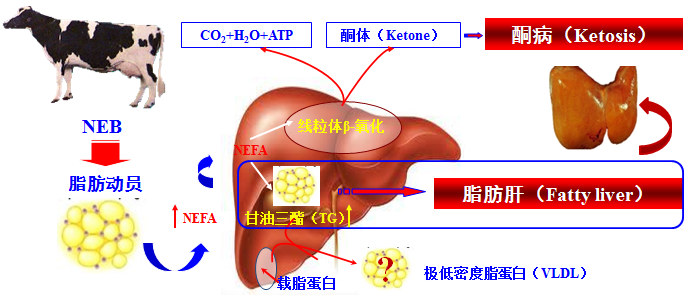 CO2+H2O+ATP
酮体（Ketone）
酮病（Ketosis）
NEB
线粒体β-氧化
NEFA
脂肪动员
脂肪肝（Fatty liver）
NEFA
甘油三酯（TG）
?
载脂蛋白
极低密度脂蛋白（VLDL）